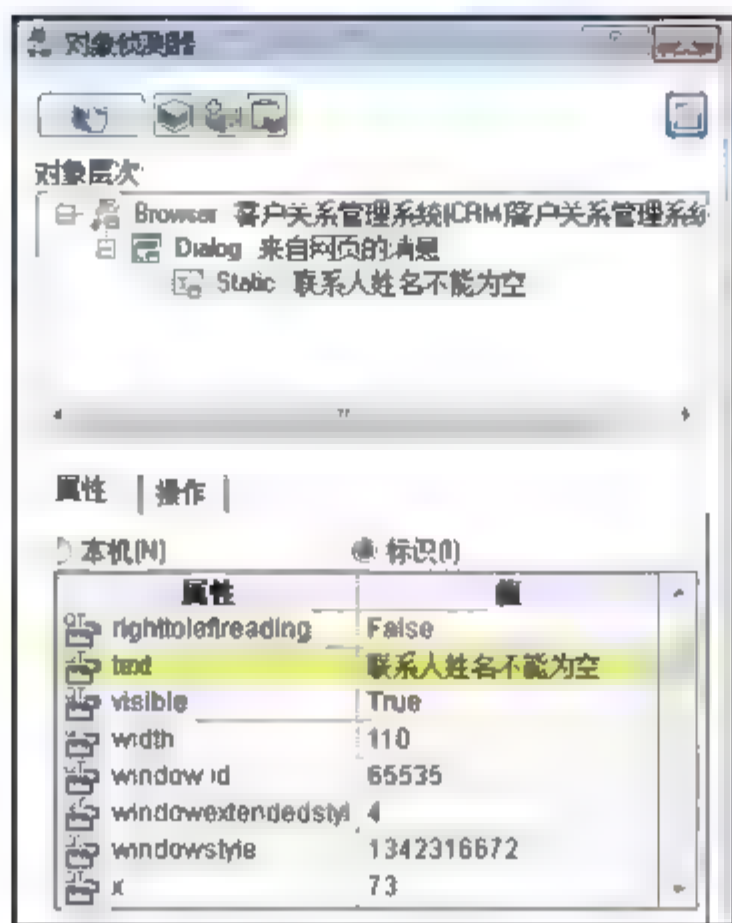 对象侦测器
对象层次
Browser 客户关系管理系统(CRM)客户关系管理系统
Dialog 来自网页的消息
Static 联系人姓名不能为空
属性 操作
本机(N) 标识(I)
属性 值
righttoleftreading False
text 联系人姓名不能为空
visible True
width 110
window id 65535
windowextendedstyl 4
windowstyle 1342316672
x 73